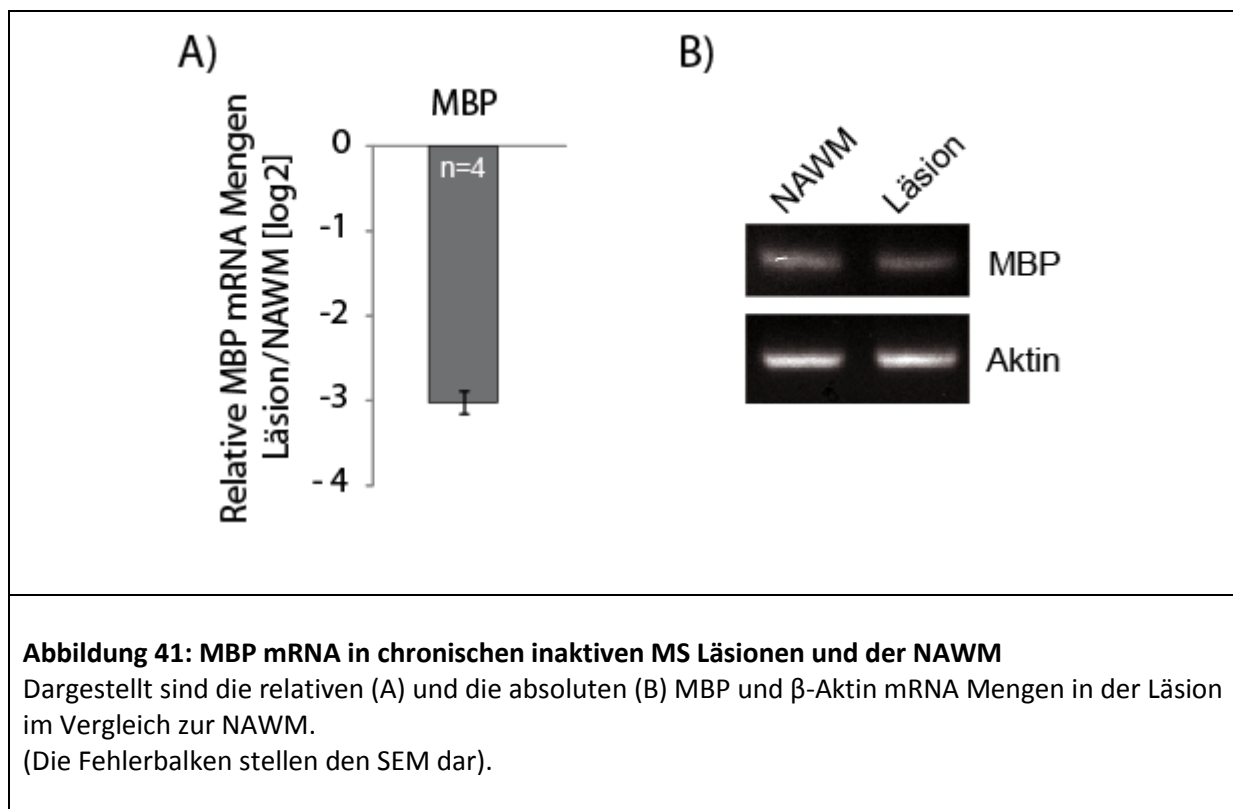 A)
MBP
0
n=4
-1
-2
-3
- 4
Relative MBP mRNA Mengen
Läsion/NAWM [log2]
B)
NAWM
Läsion
MBP
Aktin
Abbildung 41: MBP mRNA in chronischen inaktiven MS Läsionen und der NAWM
Dargestellt sind die relativen (A) und die absoluten (B) MBP und β-Aktin mRNA Mengen in der Läsion
im Vergleich zur NAWM.
(Die Fehlerbalken stellen den SEM dar).